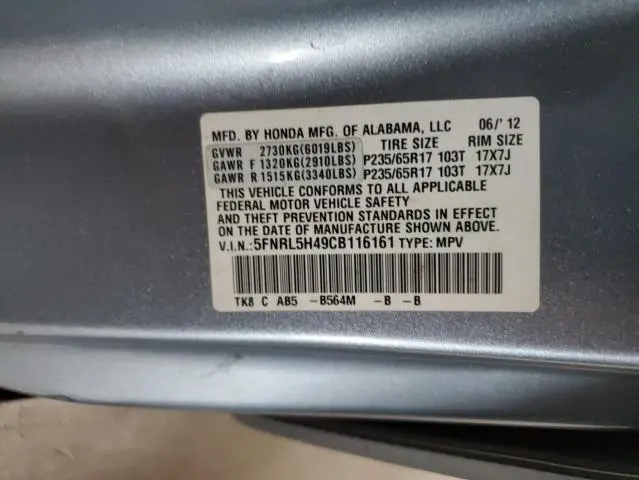 MFD. BY HONDA MFG. OF ALABAMA, LLC 06/'12
GVWR 2730KG(6019LBS) TIRE SIZE RIM SIZE
GAWR F 1320KG(2910LBS) P235/65R17 103T 17X7J
GAWR R 1515KG(3340LBS) P235/65R17 103T 17X7J
THIS VEHICLE CONFORMS TO ALL APPLICABLE
FEDERAL MOTOR VEHICLE SAFETY
AND THEFT PREVENTION STANDARDS IN EFFECT
ON THE DATE OF MANUFACTURE SHOWN ABOVE.
V.I.N.:5FNRL5H49CB116161 TYPE: MPV
TK8 C AB5 -B564M -B -B